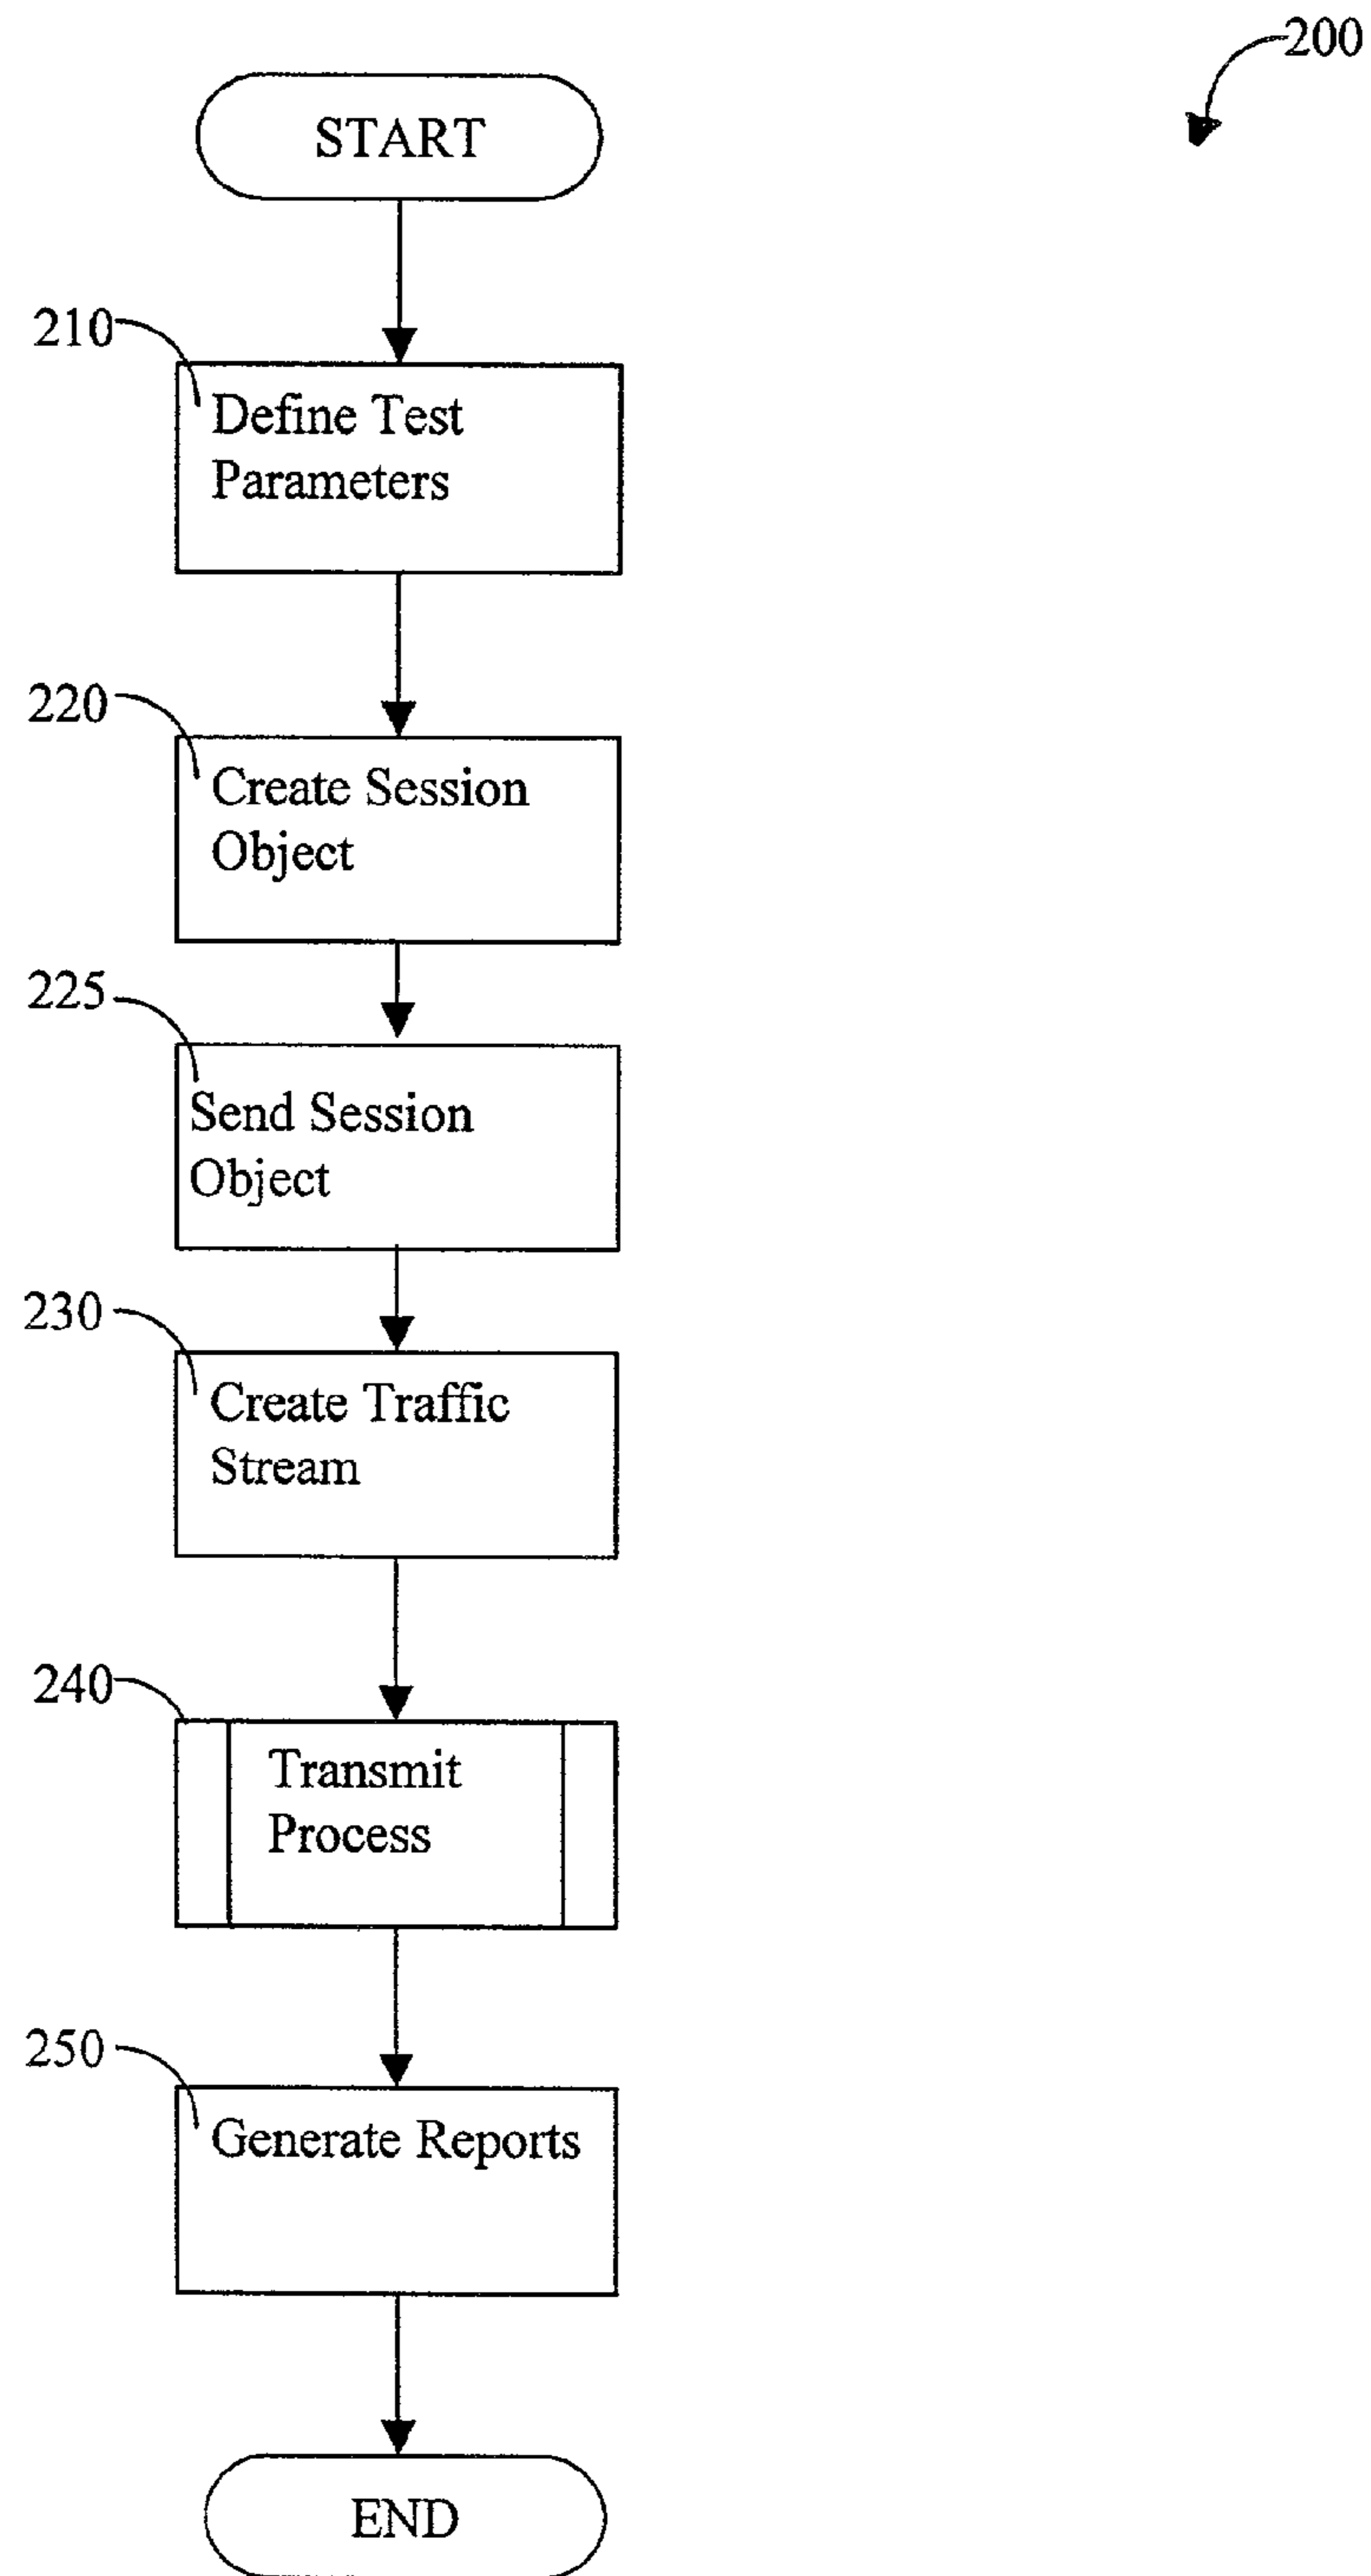 200
START
210
Define Test
Parameters
220
Create Session
Object
225
Send Session
Object
230
Create Traffic
Stream
240
Transmit
Process
250
Generate Reports
END